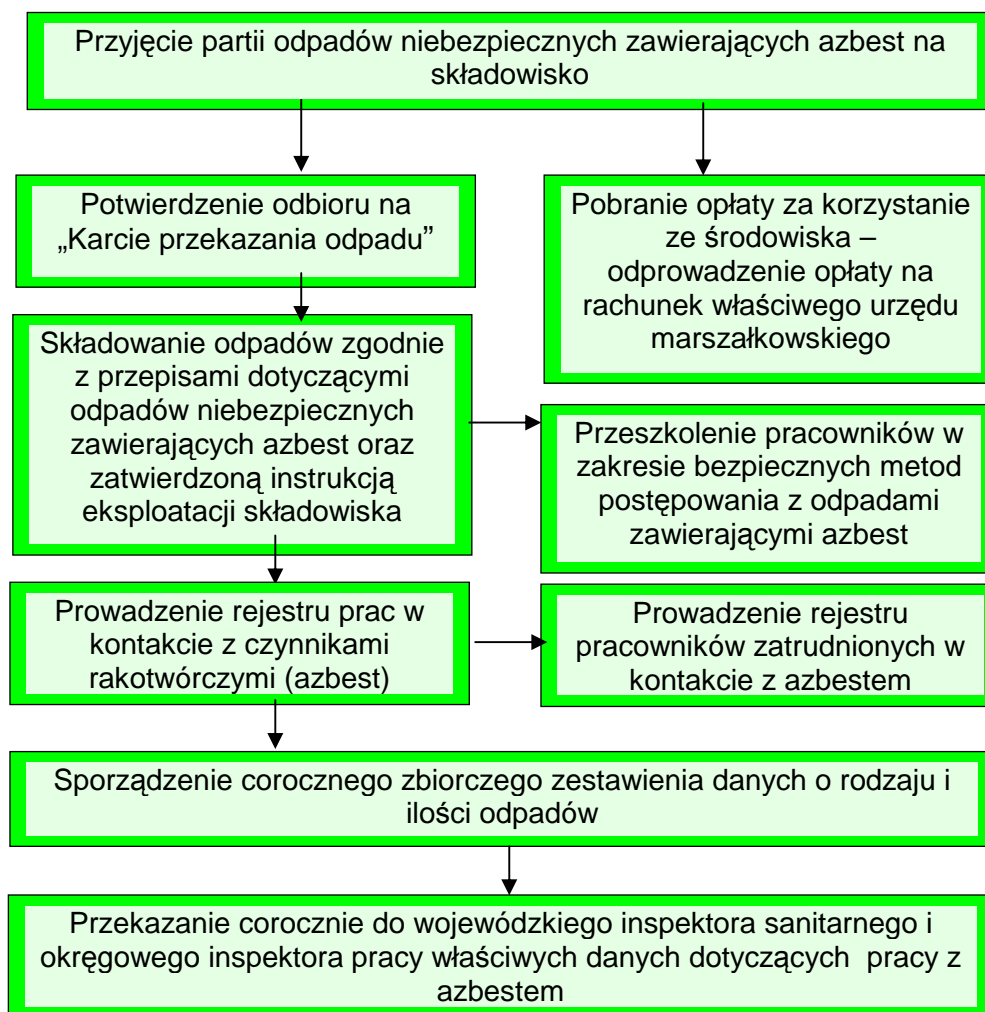 Przyjęcie partii odpadów niebezpiecznych zawierających azbest na
składowisko
Potwierdzenie odbioru na
„Karcie przekazania odpadu”
Pobranie opłaty za korzystanie
ze środowiska –
odprowadzenie opłaty na
rachunek właściwego urzędu
marszałkowskiego
Składowanie odpadów zgodnie
z przepisami dotyczącymi
odpadów niebezpiecznych
zawierających azbest oraz
zatwierdzoną instrukcją
eksploatacji składowiska
Przeszkolenie pracowników w
zakresie bezpiecznych metod
postępowania z odpadami
zawierającymi azbest
Prowadzenie rejestru prac w
kontakcie z czynnikami
rakotwórczymi (azbest)
Prowadzenie rejestru
pracowników zatrudnionych w
kontakcie z azbestem
Sporządzenie corocznego zbiorczego zestawienia danych o rodzaju i
ilości odpadów
Przekazanie corocznie do wojewódzkiego inspektora sanitarnego i
okręgowego inspektora pracy właściwych danych dotyczących pracy z
azbestem